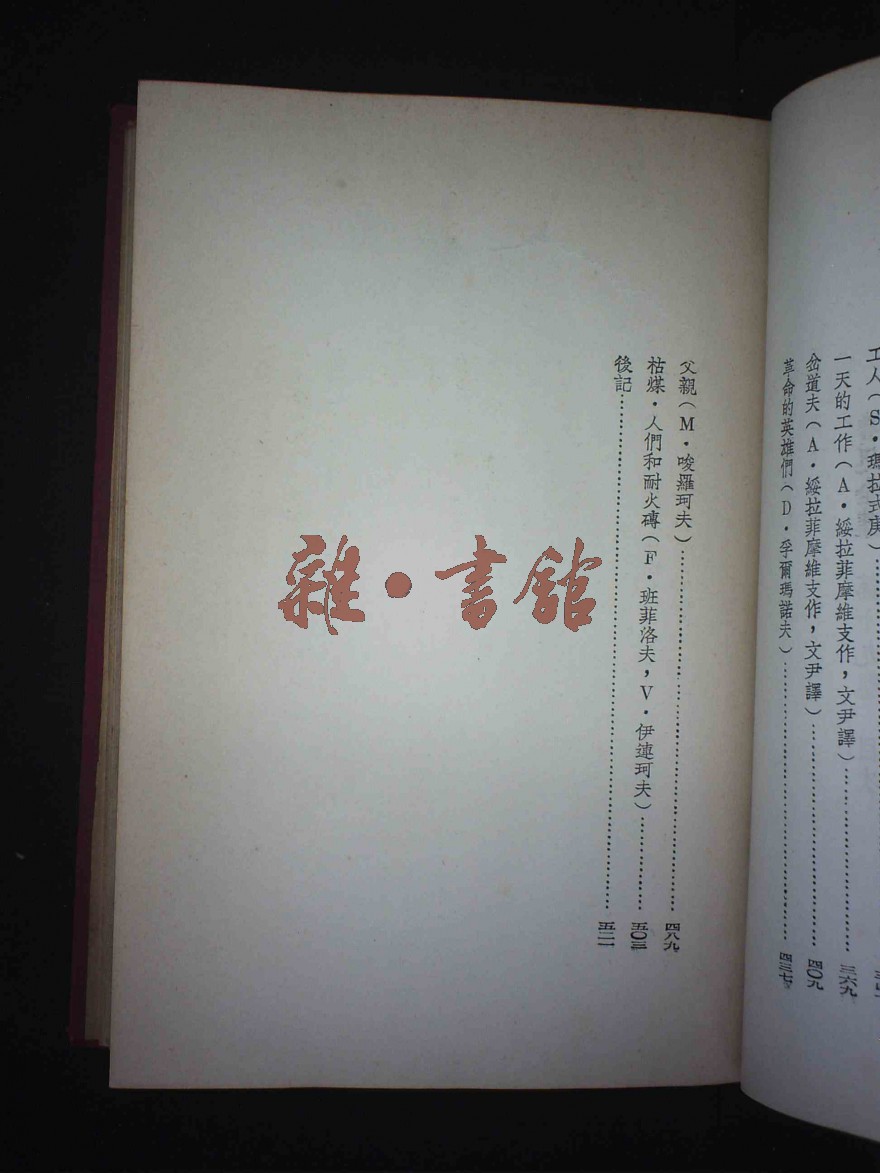 工人（S・瑪拉式庚）
一天的工作（A・綏拉菲摩維支作，文尹譯）三六九
岔道夫（A・綏拉菲摩維支作，文尹譯）四〇九
革命的英雄們（D・孚爾瑪諾夫）四三七
父親（M・唆羅珂夫）四八九
枯煤・人們和耐火磚（F・班菲洛夫，V・伊連珂夫）五〇三
後記五二一
雜・書館